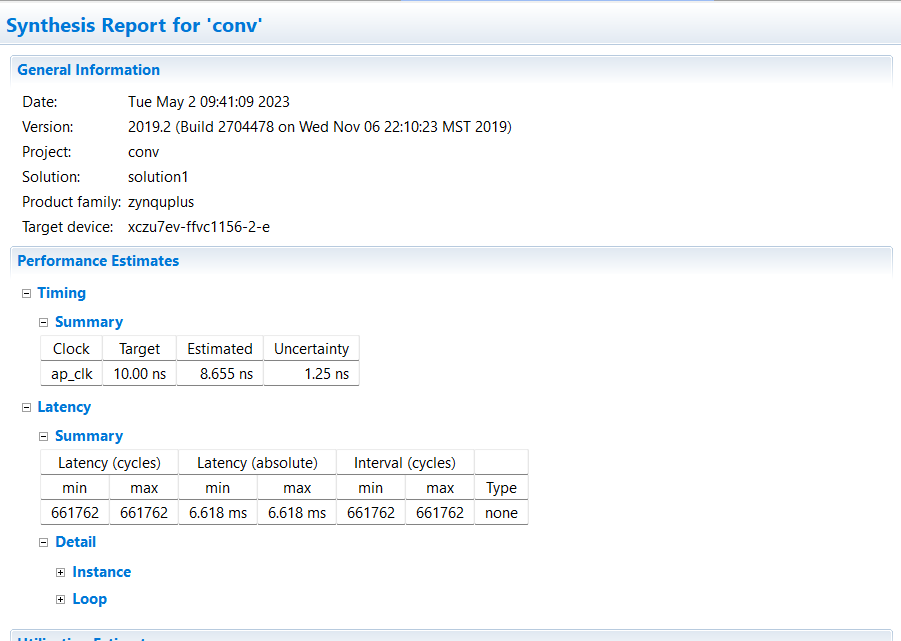 Synthesis Report for 'conv'
General Information
Date: Tue May 2 09:41:09 2023
Version: 2019.2 (Build 2704478 on Wed Nov 06 22:10:23 MST 2019)
Project: conv
Solution: solution1
Product family: zynquplus
Target device: xczu7ev-ffvc1156-2-e
Performance Estimates
Timing
Summary
Clock Target Estimated Uncertainty
ap_clk 10.00 ns 8.655 ns 1.25 ns
Latency
Summary
Latency (cycles) Latency (absolute) Interval (cycles)
min max min max min max Type
661762 661762 6.618 ms 6.618 ms 661762 661762 none
Detail
Instance
Loop